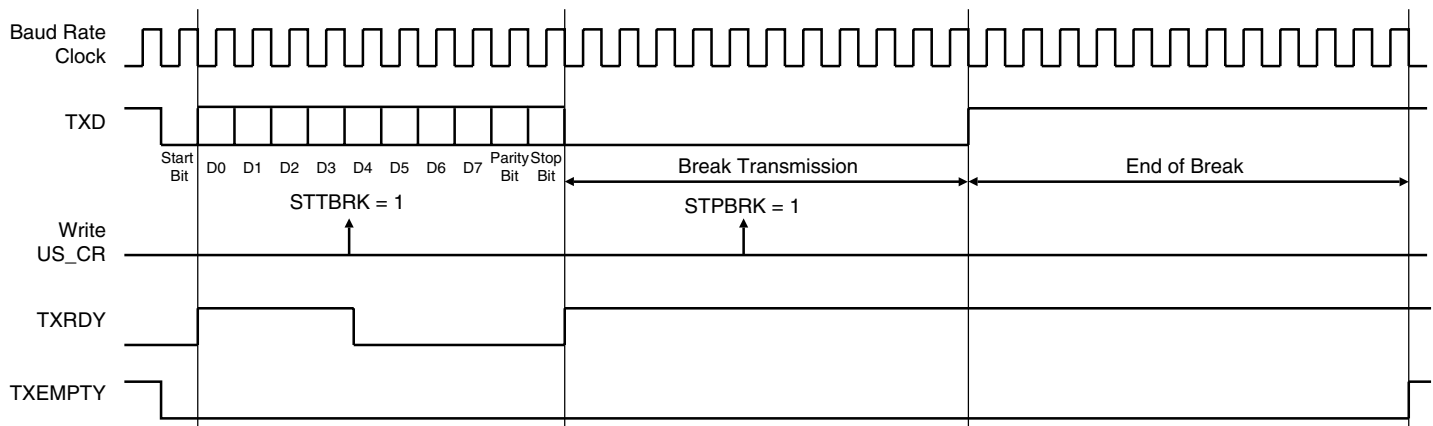 Baud Rate
Clock
TXD
Start
Bit
D0 D1 D2 D3 D4 D5 D6 D7
Parity
Bit
Stop
Bit
Break Transmission
End of Break
STTBRK = 1
STPBRK = 1
Write
US_CR
TXRDY
TXEMPTY